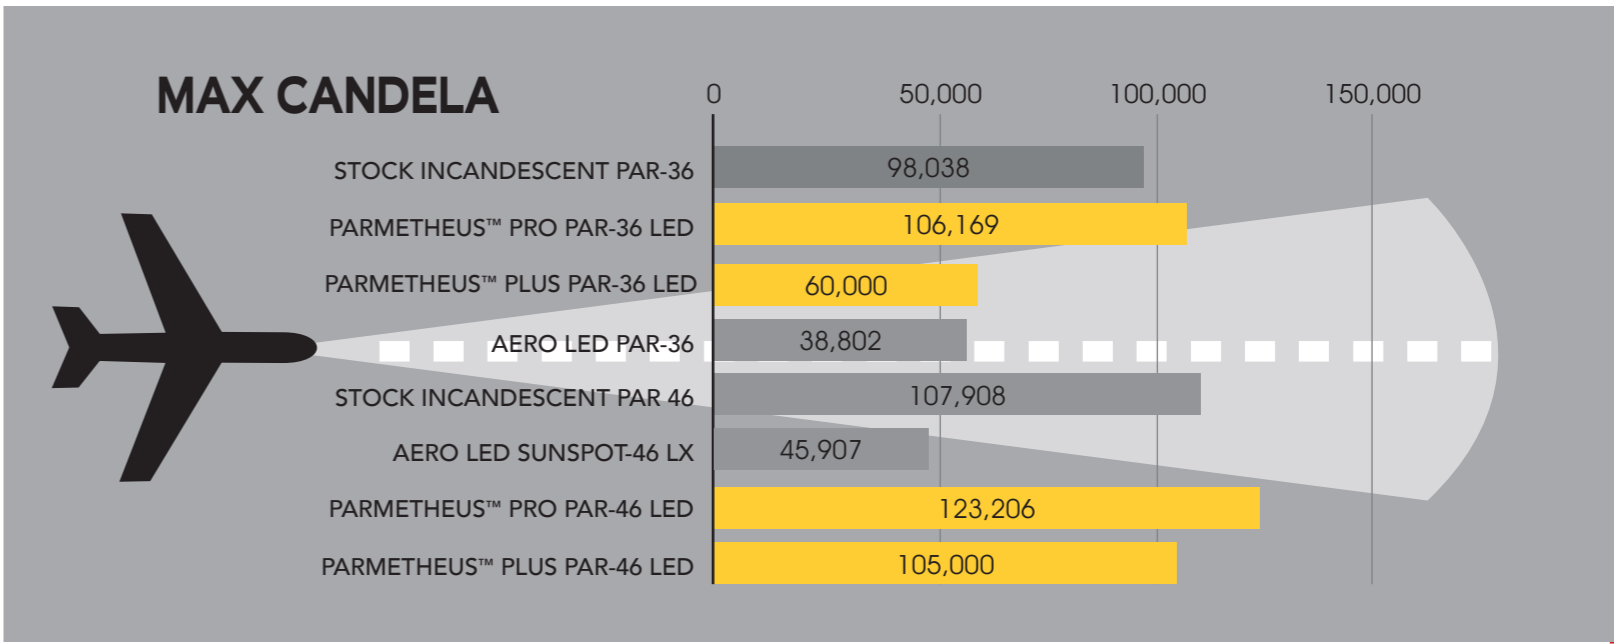 MAX CANDELA
0 50,000 100,000 150,000
STOCK INCANDESCENT PAR-36 98,038
PARMETHEUS™ PRO PAR-36 LED 106,169
PARMETHEUS™ PLUS PAR-36 LED 60,000
AERO LED PAR-36 38,802
STOCK INCANDESCENT PAR 46 107,908
AERO LED SUNSPOT-46 LX 45,907
PARMETHEUS™ PRO PAR-46 LED 123,206
PARMETHEUS™ PLUS PAR-46 LED 105,000